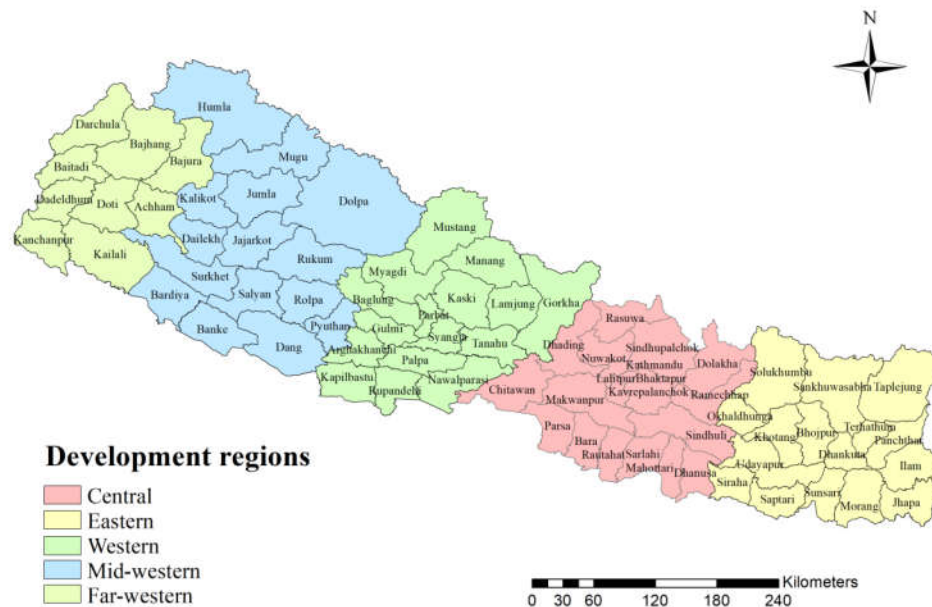 N
Humla
Darchula
Bajhang
Mugu
Bajura
Baitadi
Jumla
Dolpa
Kalikot
Dadeldhum
Doti
Achham
Mustang
Kanchanpur
Dailekh
Jajarkot
Kailali
Rukum
Manang
Surkhet
Myagdi
Bardiya
Salyan
Rolpa
Baglung
Kaski
Lamjung
Gorkha
Parbat
Rasuwa
Banke
Pyuthan
Gulmi
Syangja
Tanahu
Dhading
Sindhupalchok
Dang
Arghakhanchi
Palpa
Nuwakot
Kathmandu
Dolakha
Solukhumbu
Kapilbastu
Nawalparasi
Lalitpur
Bhaktapur
Sankhuwasabha
Taplejung
Rupandehi
Chitawan
Kavrepalanchok
Ramechhap
Makwanpur
Okhaldhunga
Parsa
Sindhuli
Khotang
Bhojpur
Terhathum
Panchthar
Bara
Rautahat
Sarlahi
Dhankuta
Mahottari
Dhanusa
Udayapur
Ilam
Siraha
Saptari
Sunsari
Morang
Jhapa
Development regions
Central
Eastern
Western
Mid-western
Far-western
Kilometers
0 30 60 120 180 240